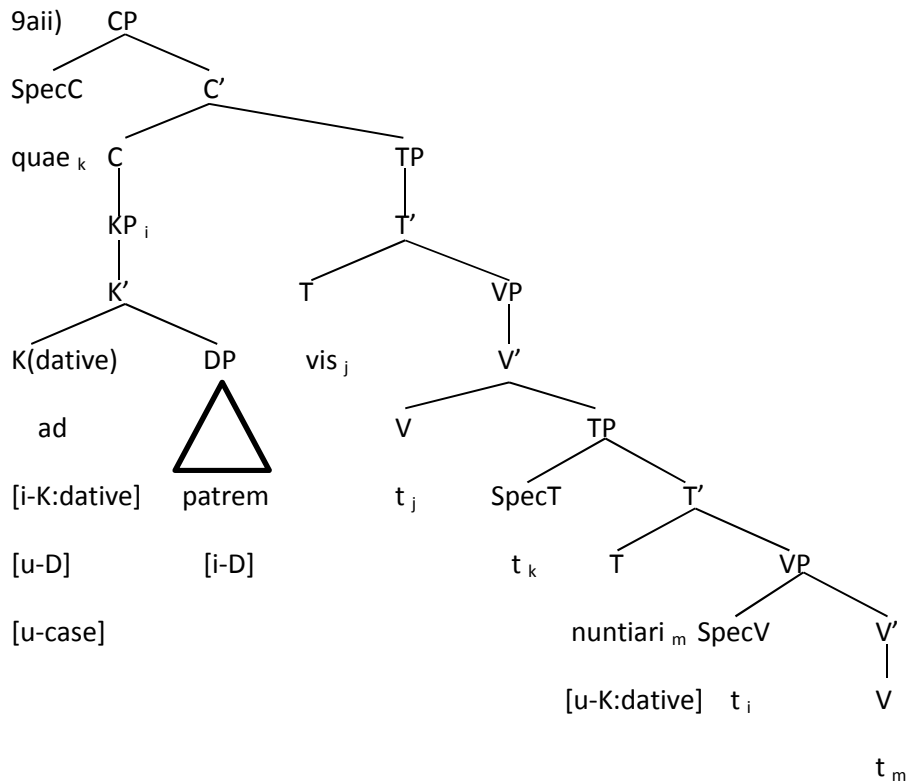 9aii) CP
SpecC C’
quae k C TP
KP i T’
K’ T VP
K(dative) DP vis j V’
ad V TP
[i-K:dative] patrem t j SpecT T’
[u-D] [i-D] t k T VP
[u-case] nuntiari m SpecV V’
[u-K:dative] t i V
t m